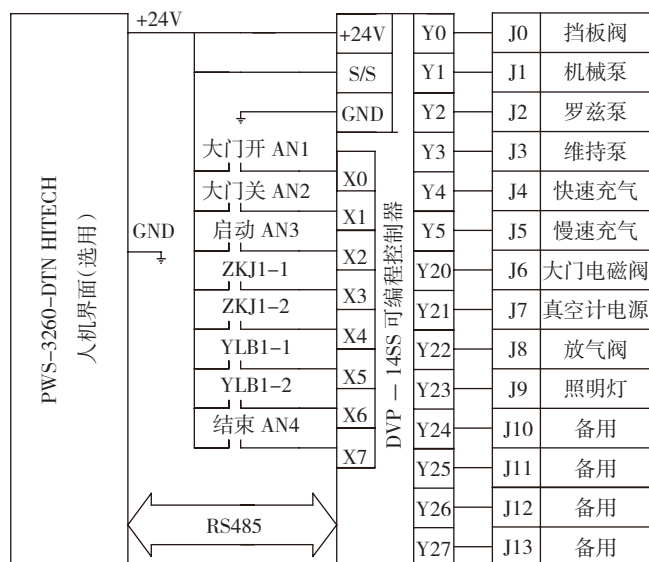 +24V
+24V
Y0
J0
挡板阀
S/S
Y1
J1
机械泵
GND
Y2
J2
罗兹泵
大门开 AN1
X0
Y3
J3
维持泵
大门关 AN2
X1
Y4
J4
快速充气
GND
启动 AN3
X2
Y5
J5
慢速充气
ZKJ1-1
X3
Y20
J6
大门电磁阀
ZKJ1-2
X4
Y21
J7
真空计电源
YLB1-1
X5
Y22
J8
放气阀
YLB1-2
X6
Y23
J9
照明灯
结束 AN4
X7
Y24
J10
备用
Y25
J11
备用
Y26
J12
备用
RS485
Y27
J13
备用
PWS-3260-DTN HITECH
人机界面(选用)
DVP — 14SS 可编程控制器